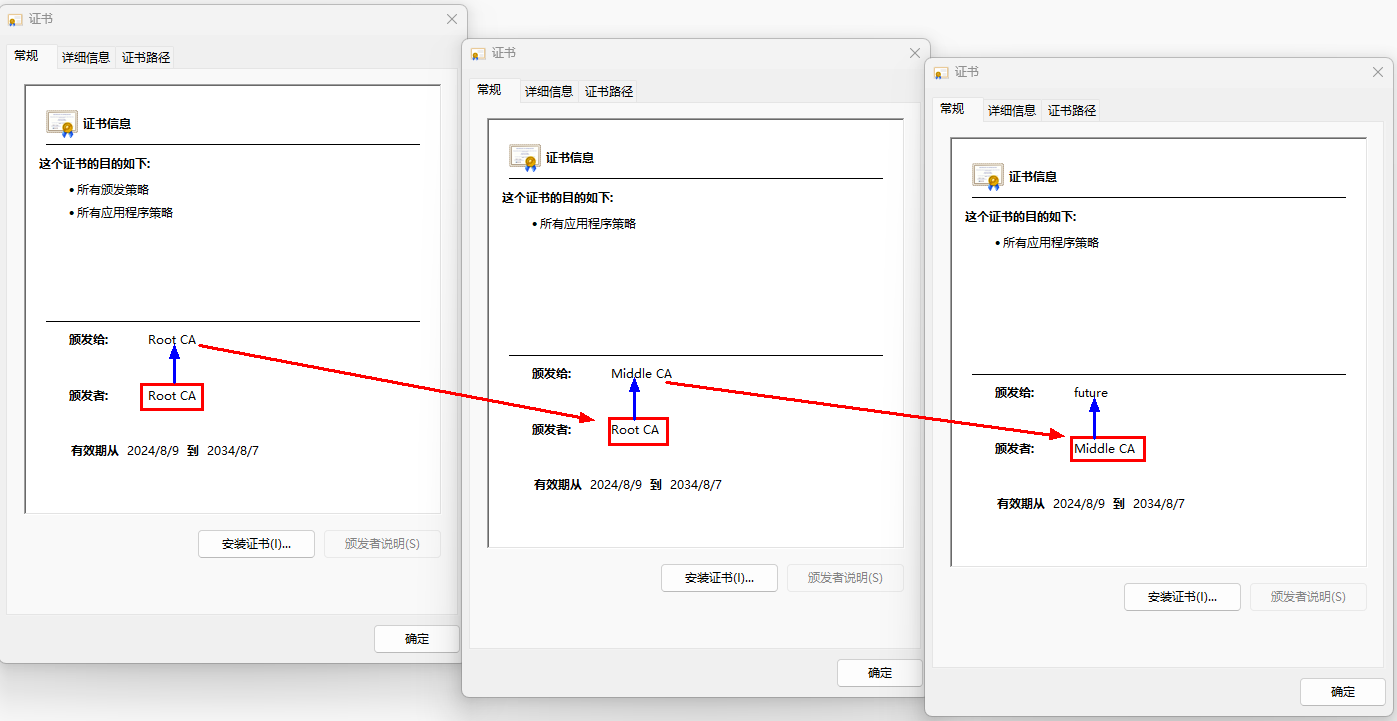 证书
常规 详细信息 证书路径
证书信息
这个证书的目的如下:
• 所有颁发策略
• 所有应用程序策略
颁发给: Root CA
颁发者: Root CA
有效期从 2024/8/9 到 2034/8/7
安装证书(I)... 颁发者说明(S)
确定
证书
常规 详细信息 证书路径
证书信息
这个证书的目的如下:
• 所有应用程序策略
颁发给: Middle CA
颁发者: Root CA
有效期从 2024/8/9 到 2034/8/7
安装证书(I)... 颁发者说明(S)
确定
证书
常规 详细信息 证书路径
证书信息
这个证书的目的如下:
• 所有应用程序策略
颁发给: future
颁发者: Middle CA
有效期从 2024/8/9 到 2034/8/7
安装证书(I)... 颁发者说明(S)
确定